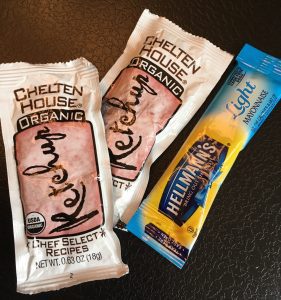 CHELTEN
HOUSE®
ORGANIC
Ketchup
USDA
ORGANIC
*CHEF SELECT*
RECIPES
NET WT. 0.63 OZ (18g)
CHELTEN
HOUSE®
ORGANIC
Ketchup
Light
MAYONNAISE
HELLMANN'S